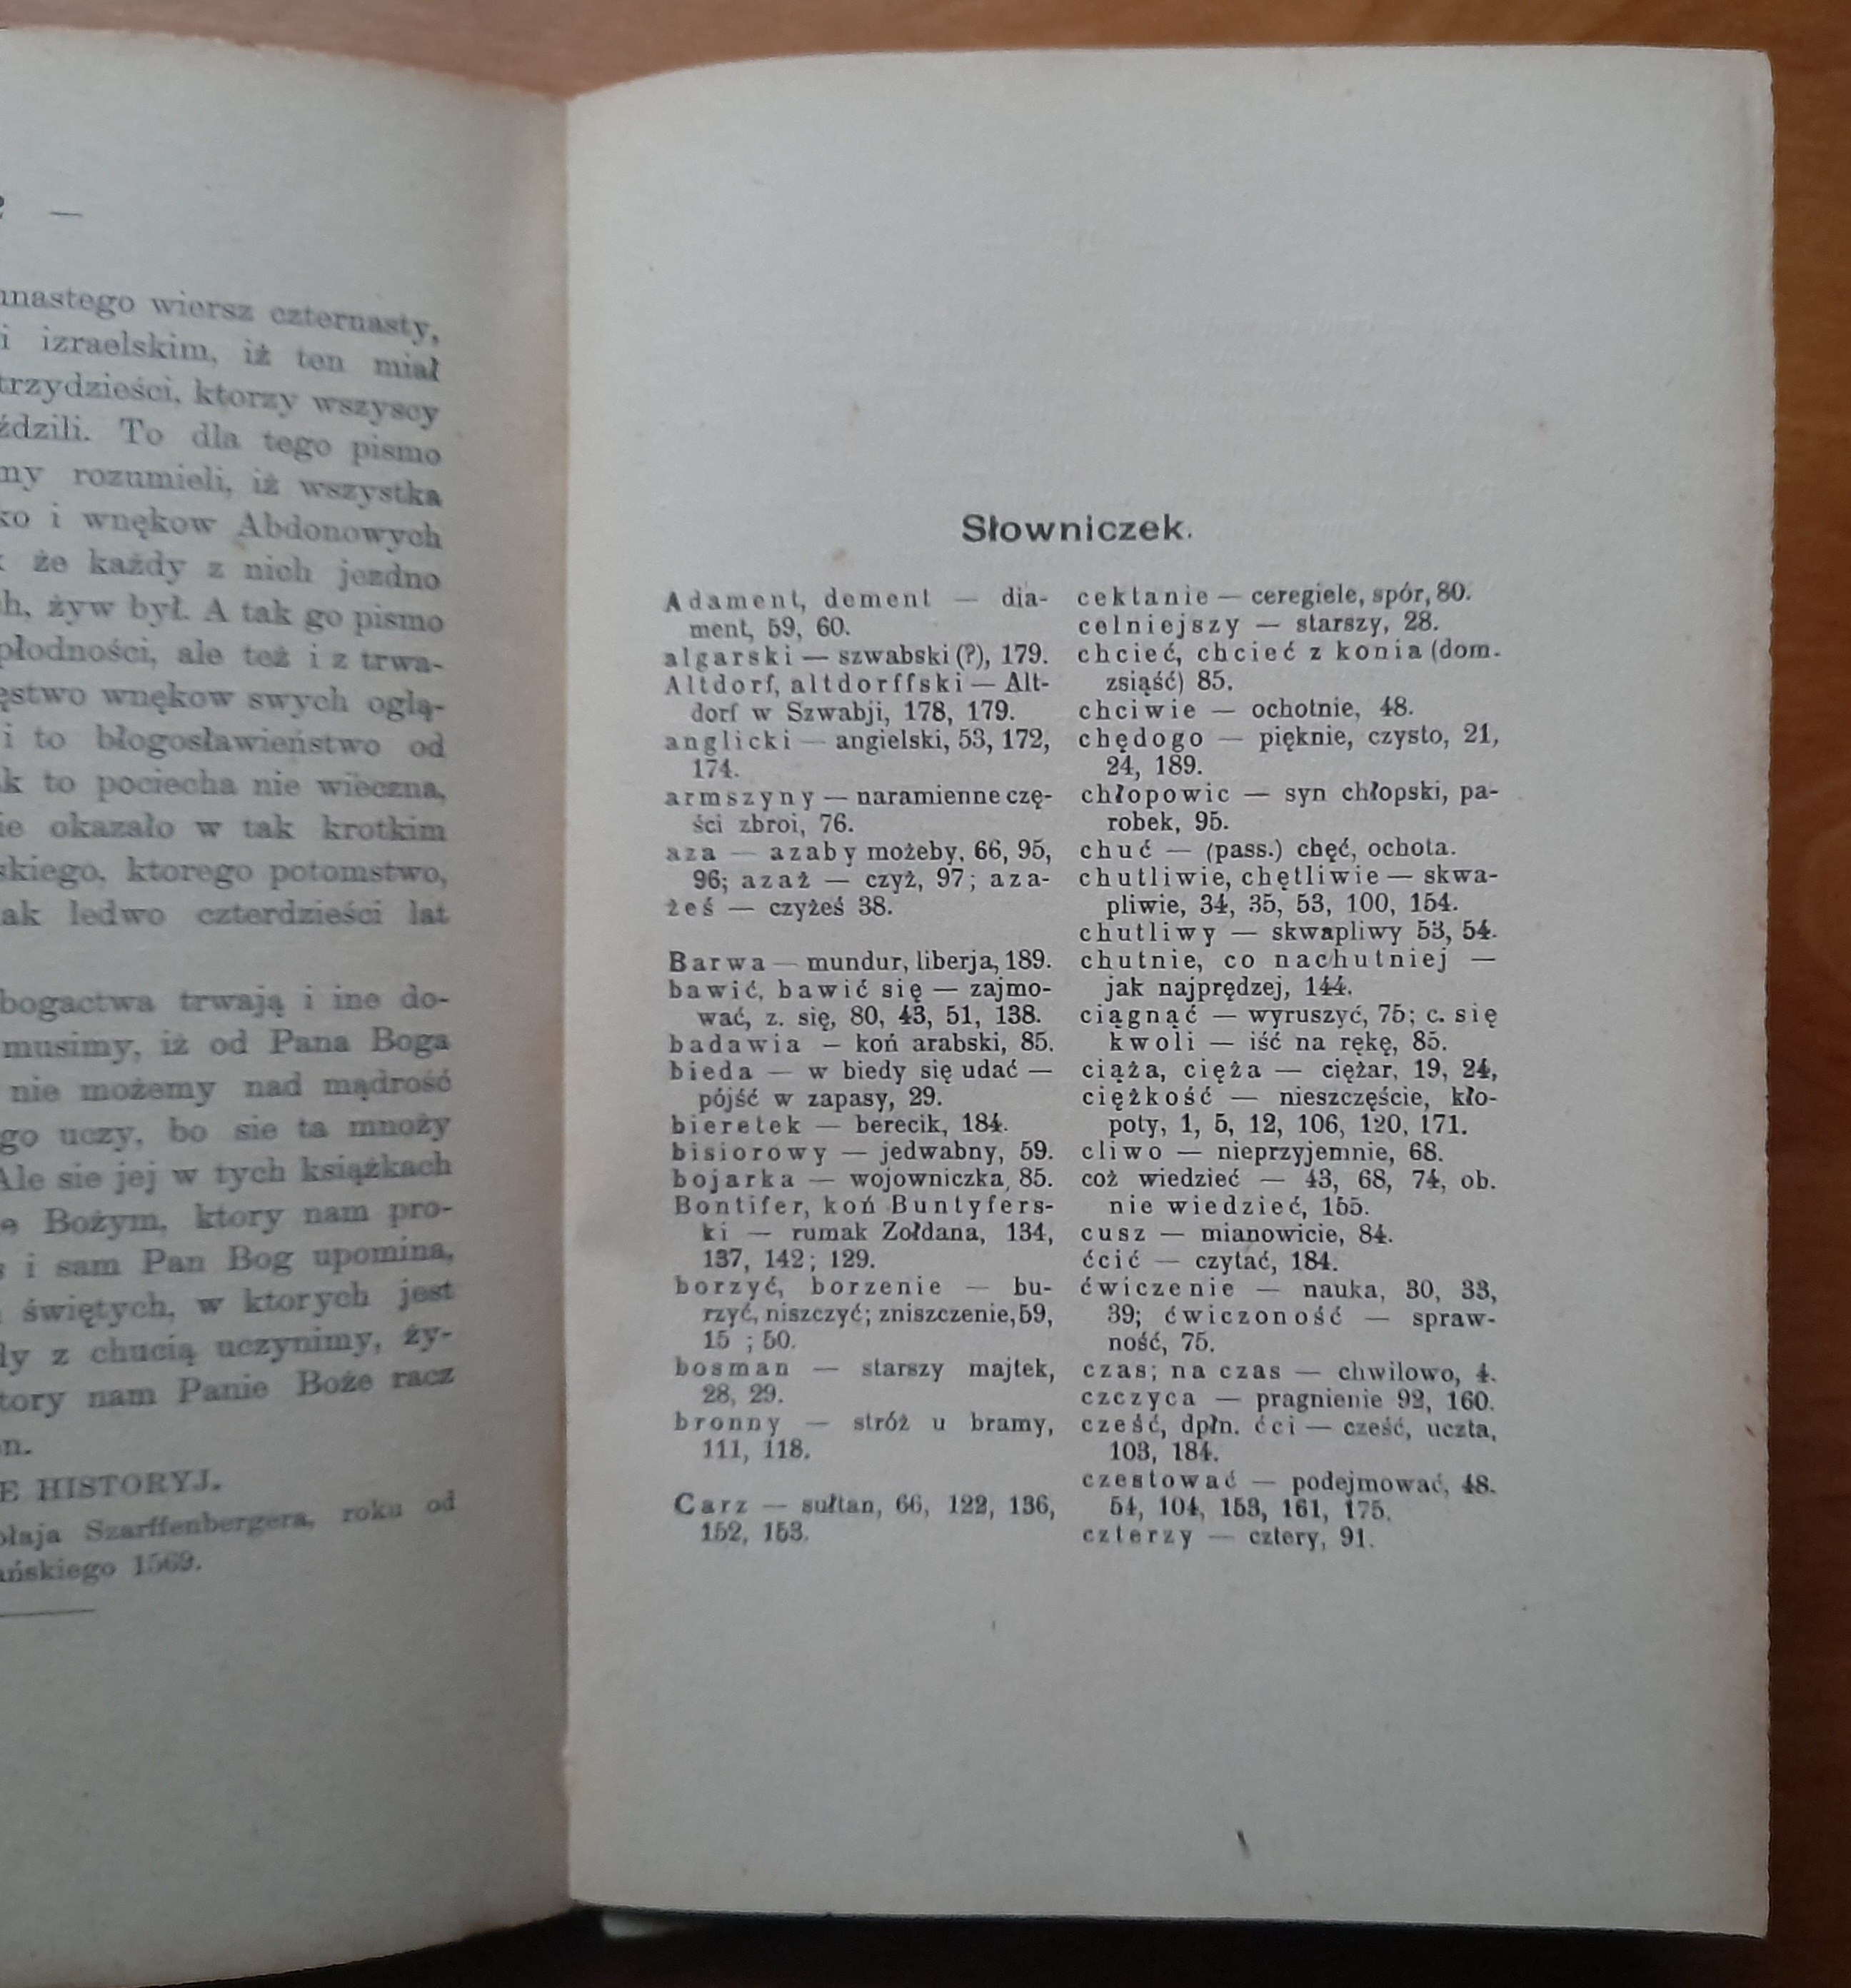 —
wiersz czternasty,
i izraelskim, iż ten miał
trzydzieści, ktorzy wszyscy
To dla tego pismo
rozumieli, iż wszystka
i wnękow Abdonowych
że każdy z nich jezdno
żyw był. A tak go pismo
płodności, ale też i z trwa-
wnękow swych oglą-
i to błogosławieństwo od
to pociecha nie wieczna,
okazało w tak krotkim
ktorego potomstwo,
ledwo czterdzieści lat
bogactwa trwają i ine do-
musimy, iż od Pana Boga
nie możemy nad mądrość
uczy, bo sie ta mnoży
Ale sie jej w tych książkach
Bożym, ktory nam pro-
i sam Pan Bog upomina,
świętych, w ktorych jest
z chucią uczynimy, ży-
nam Panie Boże racz
HISTORYJ.
Szarffenbergera, roku od
1569.
Słowniczek.
Adament, dement — dia-
ment, 59, 60.
algarski — szwabski (?), 179.
Altdorf, altdorffski — Alt-
dorf w Szwabji, 178, 179.
anglicki — angielski, 53, 172,
174.
armszyny — naramienne czę-
ści zbroi, 76.
aza — azaby możeby, 66, 95,
96; azaż — czyż, 97; aza-
żeś — czyżeś 38.
Barwa — mundur, liberja, 189.
bawić, bawić się — zajmo-
wać, z. się, 80, 43, 51, 138.
badawia — koń arabski, 85.
bieda — w biedy się udać —
pójść w zapasy, 29.
bieretek — berecik, 184.
bisiorowy — jedwabny, 59.
bojarka — wojowniczka, 85.
Bontifer, koń Buntyfers-
ki — rumak Zołdana, 134,
137, 142; 129.
borzyć, borzenie — bu-
rzyć, niszczyć; zniszczenie, 59,
15 ; 50.
bosman — starszy majtek,
28, 29.
bronny — stróż u bramy,
111, 118.
Carz — sułtan, 66, 122, 136,
152, 153.
cektanie — ceregiele, spór, 80.
celniejszy — starszy, 28.
chcieć, chcieć z konia (dom.
zsiąść) 85.
chciwie — ochotnie, 48.
chędogo — pięknie, czysto, 21,
24, 189.
chłopowic — syn chłopski, pa-
robek, 95.
chuć — (pass.) chęć, ochota.
chutliwie, chętliwie — skwa-
pliwie, 34, 35, 53, 100, 154.
chutliwy — skwapliwy 53, 54.
chutnie, co nachutniej —
jak najprędzej, 144.
ciągnąć — wyruszyć, 75; c. się
kwoli — iść na rękę, 85.
ciąża, cięża — ciężar, 19, 24,
ciężkość — nieszczęście, kło-
poty, 1, 5, 12, 106, 120, 171.
cliwo — nieprzyjemnie, 68.
coż wiedzieć — 43, 68, 74, ob.
nie wiedzieć, 155.
cusz — mianowicie, 84.
ćcić — czytać, 184.
ćwiczenie — nauka, 30, 33,
39; ćwiczoność — spraw-
ność, 75.
czas; na czas — chwilowo, 4.
czczyca — pragnienie 92, 160.
cześć, dpłn. ćci — cześć, uczta,
103, 184.
czestować — podejmować, 48.
54, 104, 153, 161, 175.
czterzy — cztery, 91.